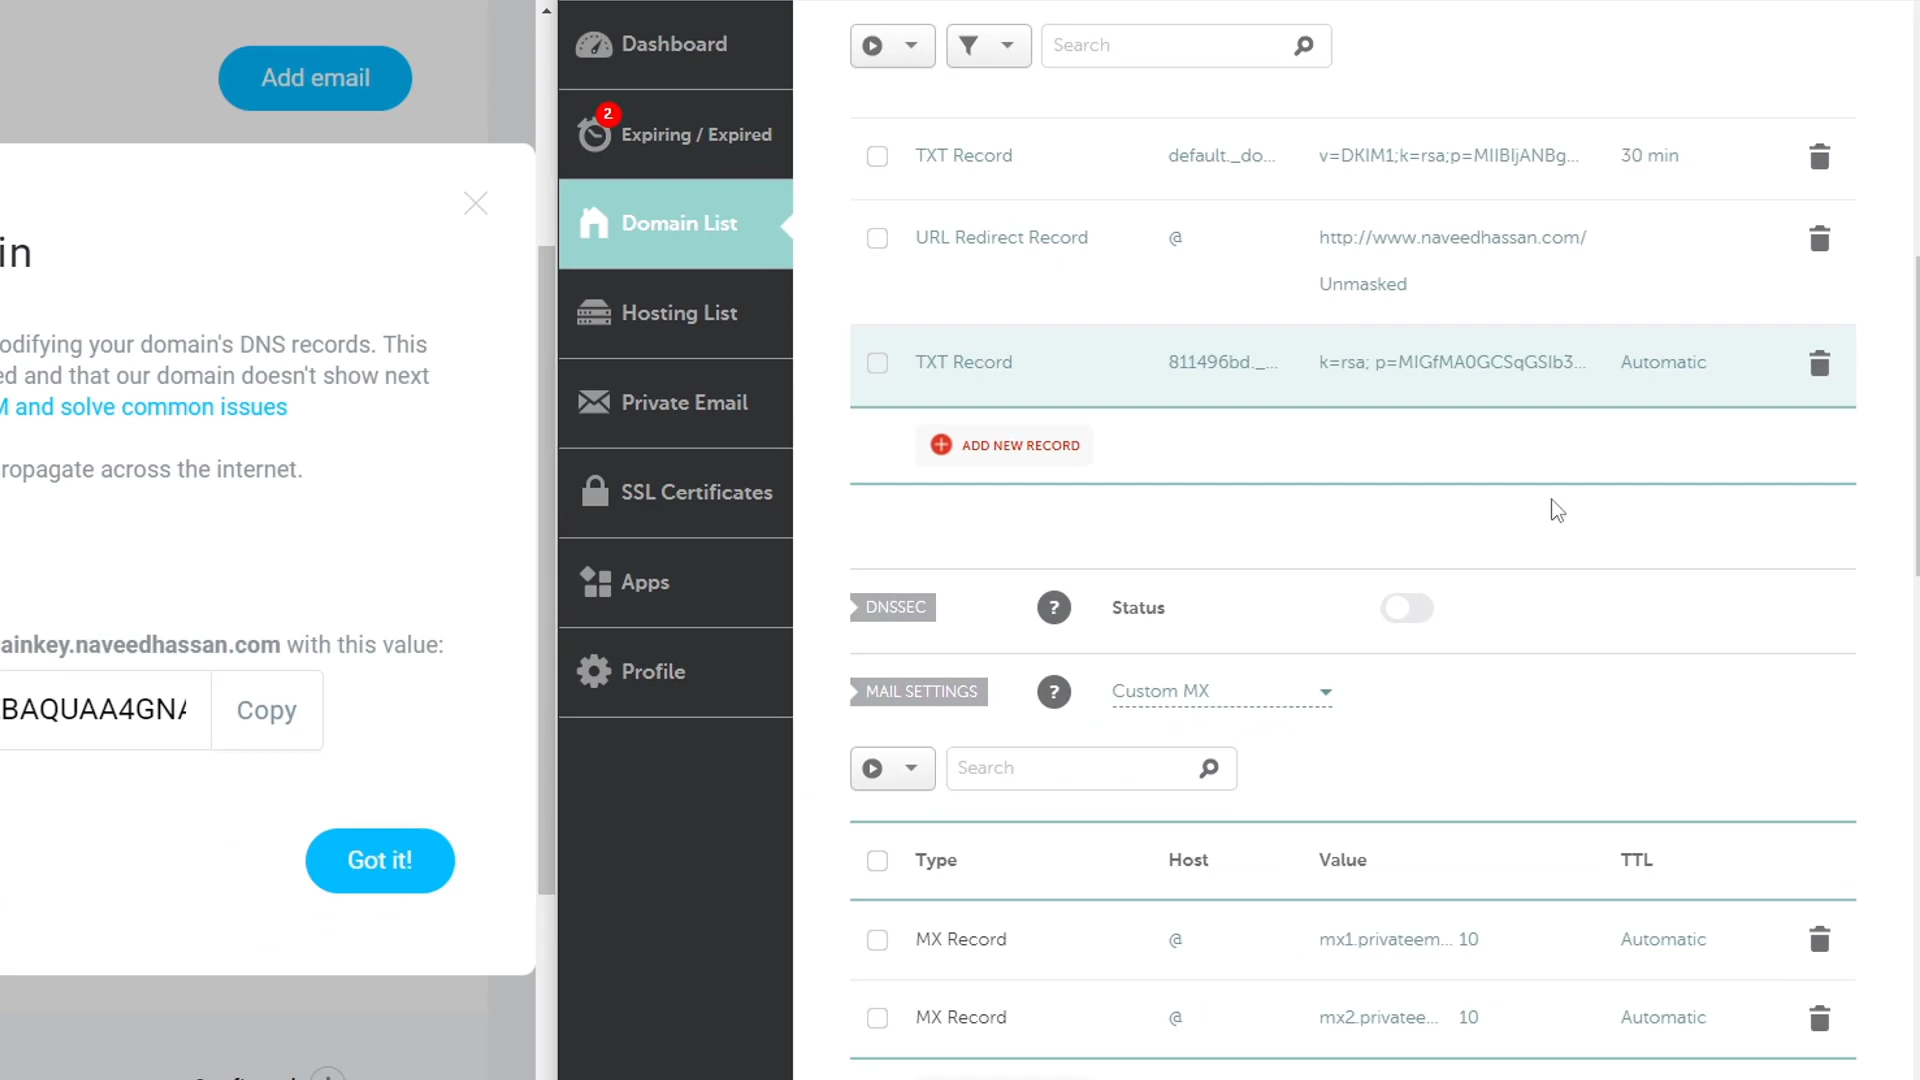 Add email
in
odifying your domain's DNS records. This
ed and that our domain doesn't show next
M and solve common issues
ropagate across the internet.
ainkey.naveedhassan.com with this value:
BAQUAA4GNA
Copy
Got it!
Dashboard
2
Expiring / Expired
Domain List
Hosting List
Private Email
SSL Certificates
Apps
Profile
Search
TXT Record default._do... v=DKIM1;k=rsa;p=MIIBIjANBg... 30 min
URL Redirect Record @ http://www.naveedhassan.com/
Unmasked
TXT Record 811496bd._... k=rsa; p=MIGfMA0GCSqGSIb3... Automatic
ADD NEW RECORD
DNSSEC ? Status
MAIL SETTINGS ? Custom MX
Search
Type Host Value TTL
MX Record @ mx1.privateem... 10 Automatic
MX Record @ mx2.privatee... 10 Automatic